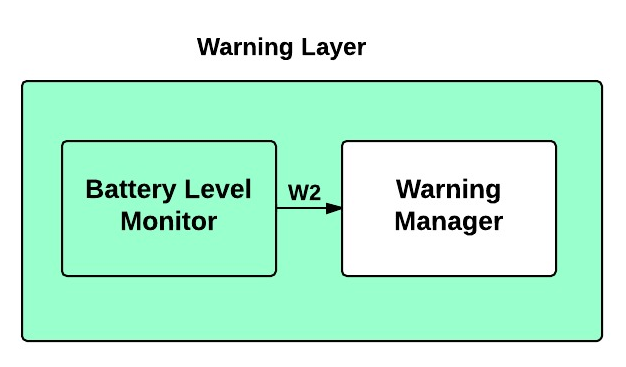 Warning Layer
Battery Level
Monitor
W2
Warning
Manager